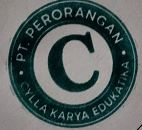 PT. PERORANGAN
C
CYLLA KARYA EDUKATIKA